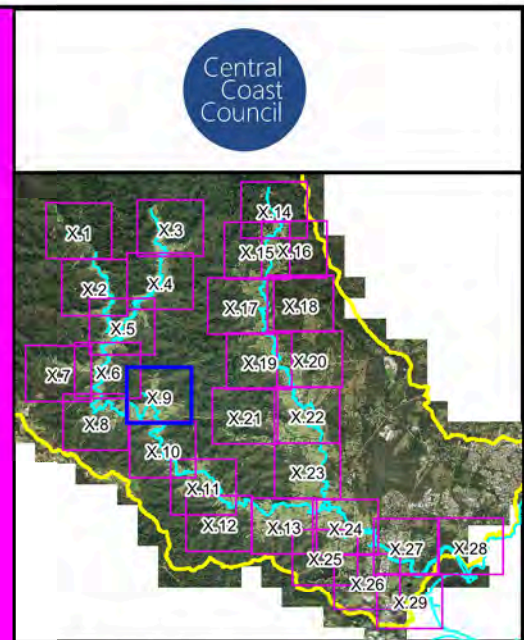 Central
Coast
Council
X.14
X.1
X.3
X.15
X.16
X.4
X.2
X.17
X.18
X.5
X.19
X.20
X.7
X.6
X.9
X.21
X.22
X.8
X.10
X.23
X.11
X.12
X.13
X.24
X.27
X.28
X.25
X.26
X.29